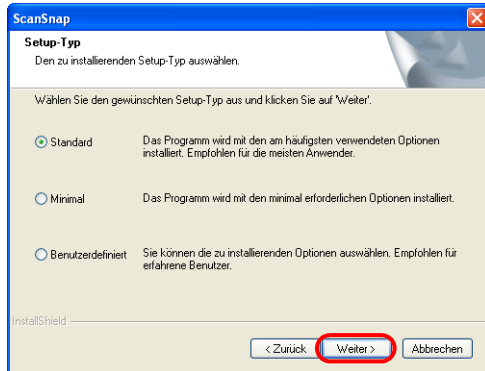 ScanSnap
Setup-Typ
Den zu installierenden Setup-Typ auswählen.
Wählen Sie den gewünschten Setup-Typ aus und klicken Sie auf 'Weiter'.
Standard
Das Programm wird mit den am häufigsten verwendeten Optionen
installiert. Empfohlen für die meisten Anwender.
Minimal
Das Programm wird mit den minimal erforderlichen Optionen installiert.
Benutzerdefiniert
Sie können die zu installierenden Optionen auswählen. Empfohlen für
erfahrene Benutzer.
InstallShield
< Zurück
Weiter >
Abbrechen